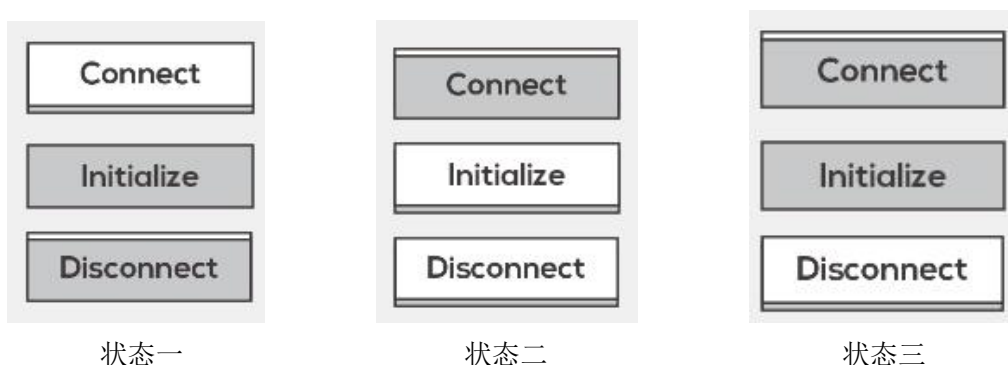 Connect
Initialize
Disconnect
状态一
Connect
Initialize
Disconnect
状态二
Connect
Initialize
Disconnect
状态三